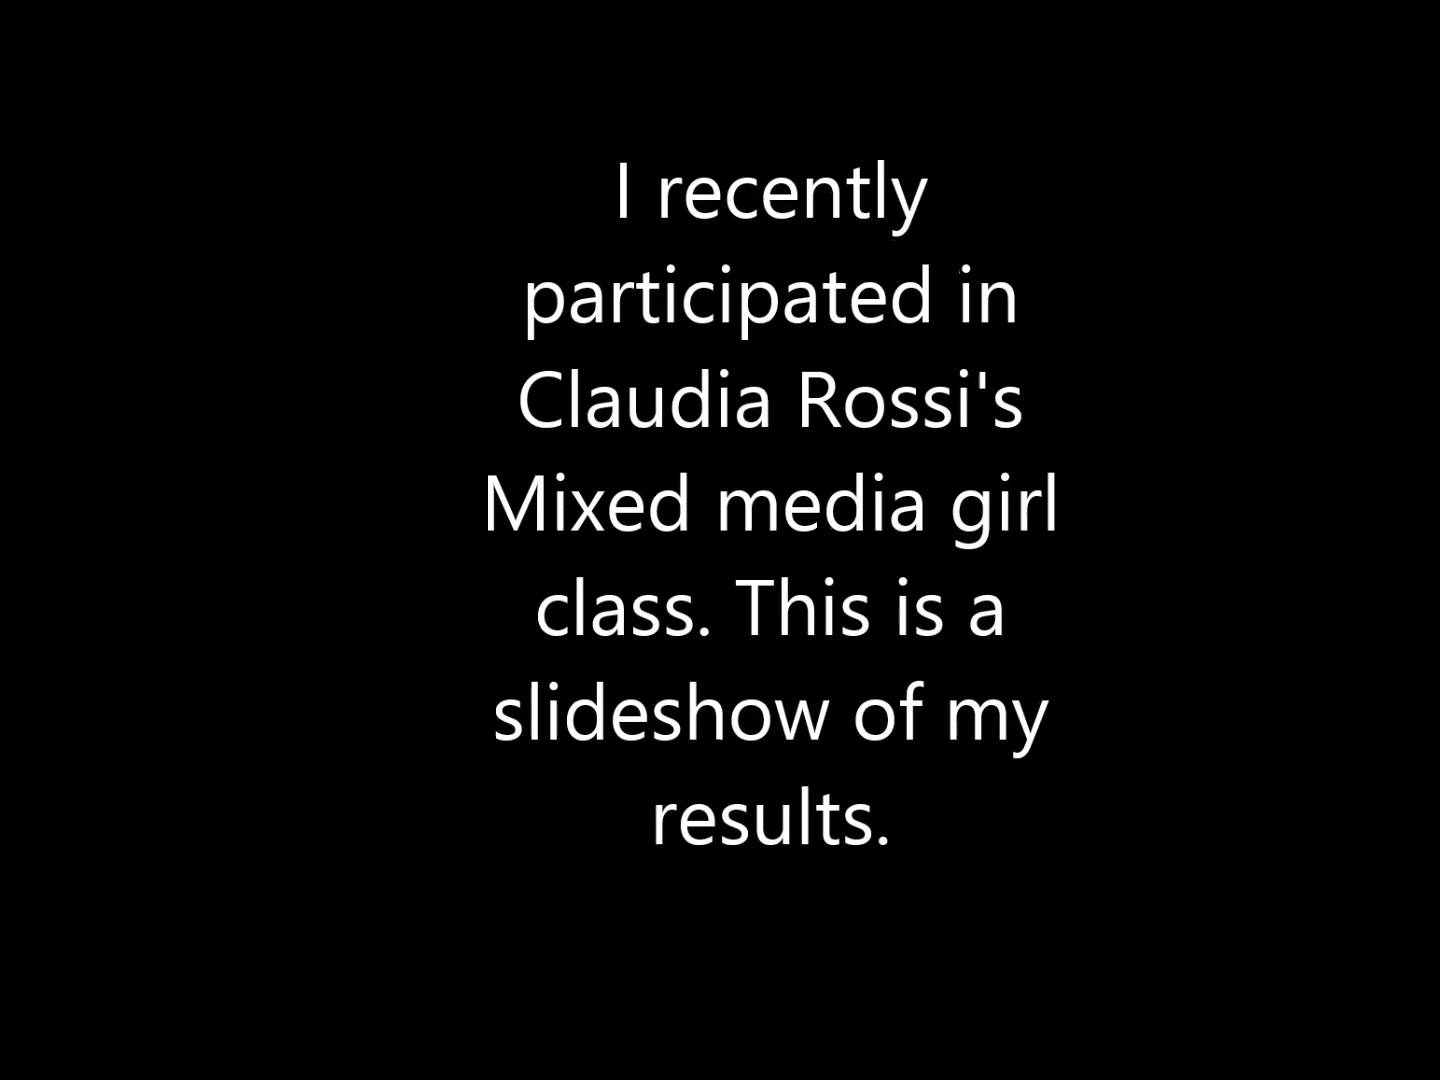 I recently
participated in
Claudia Rossi's
Mixed media girl
class. This is a
slideshow of my
results.